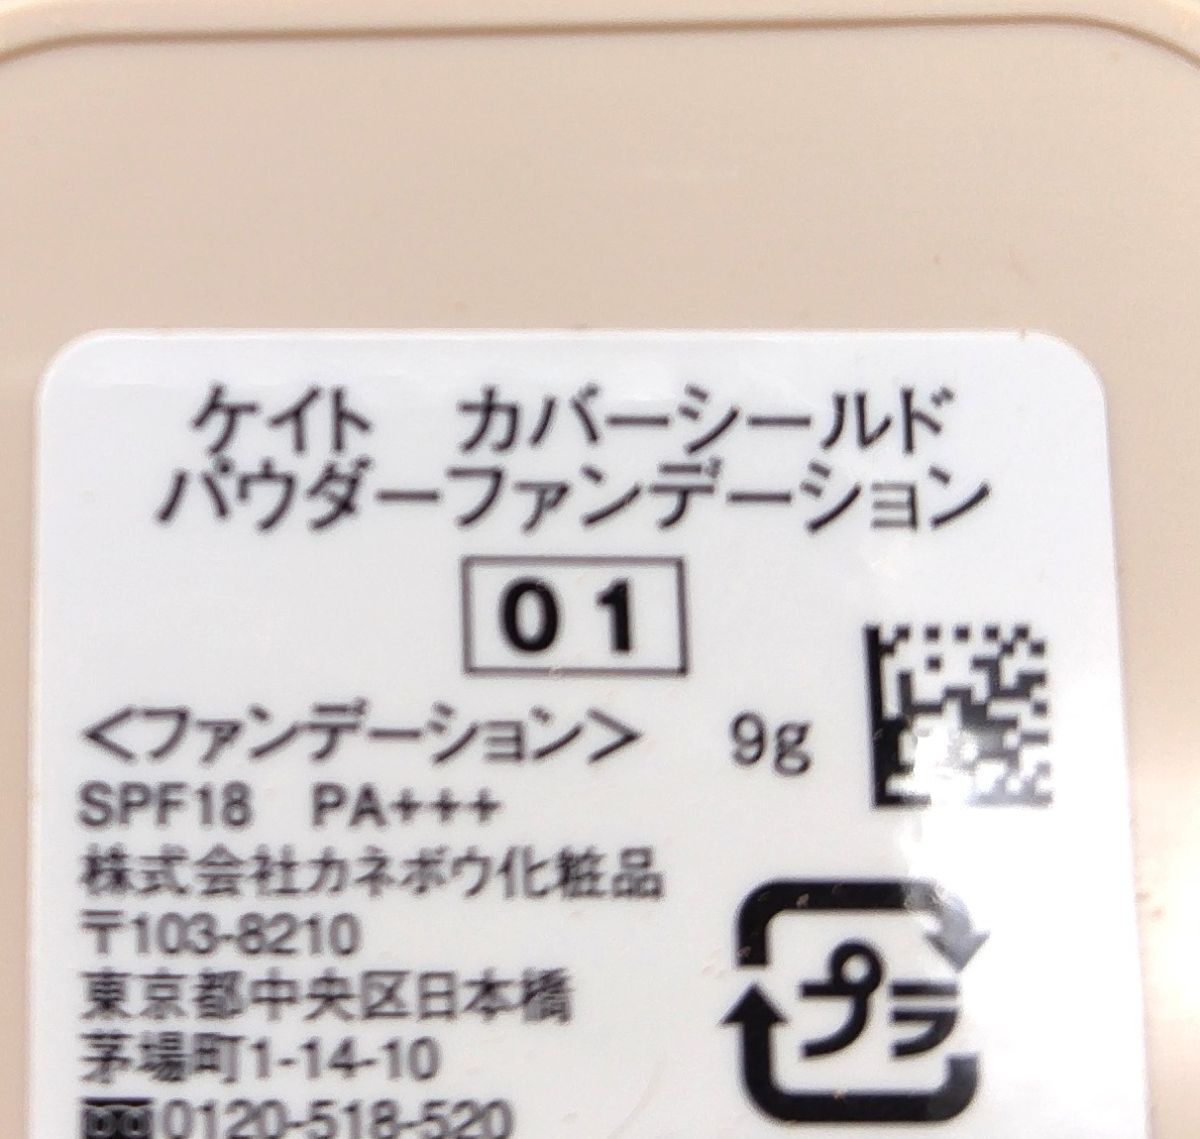 ケイト　カバーシールド
パウダーファンデーション
01
<ファンデーション>　9g
SPF18　PA+++
株式会社カネボウ化粧品
〒103-8210
東京都中央区日本橋
茅場町1-14-10
0120-518-520
プラ